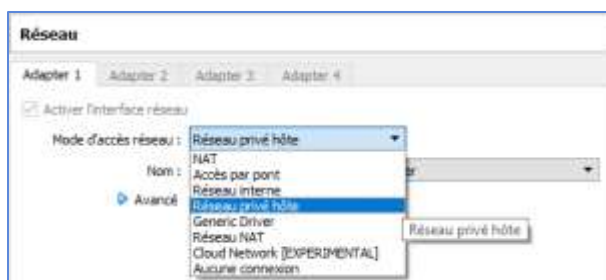 Réseau
Adapter 1 Adapter 2 Adapter 3 Adapter 4
Activer l'interface réseau
Mode d'accès réseau : Réseau privé hôte
NAT
Nom :
Accès par pont
Réseau interne
Avancé
Réseau privé hôte
Generic Driver
Réseau privé hôte
Réseau NAT
Cloud Network [EXPERIMENTAL]
Aucune connexion